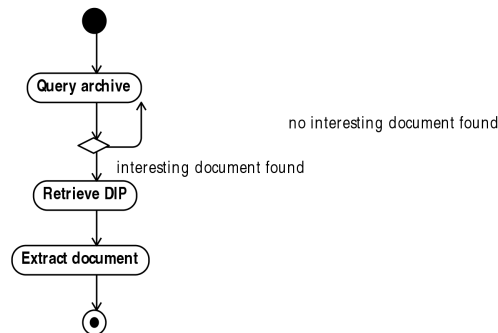 Query archive
no interesting document found
interesting document found
Retrieve DIP
Extract document